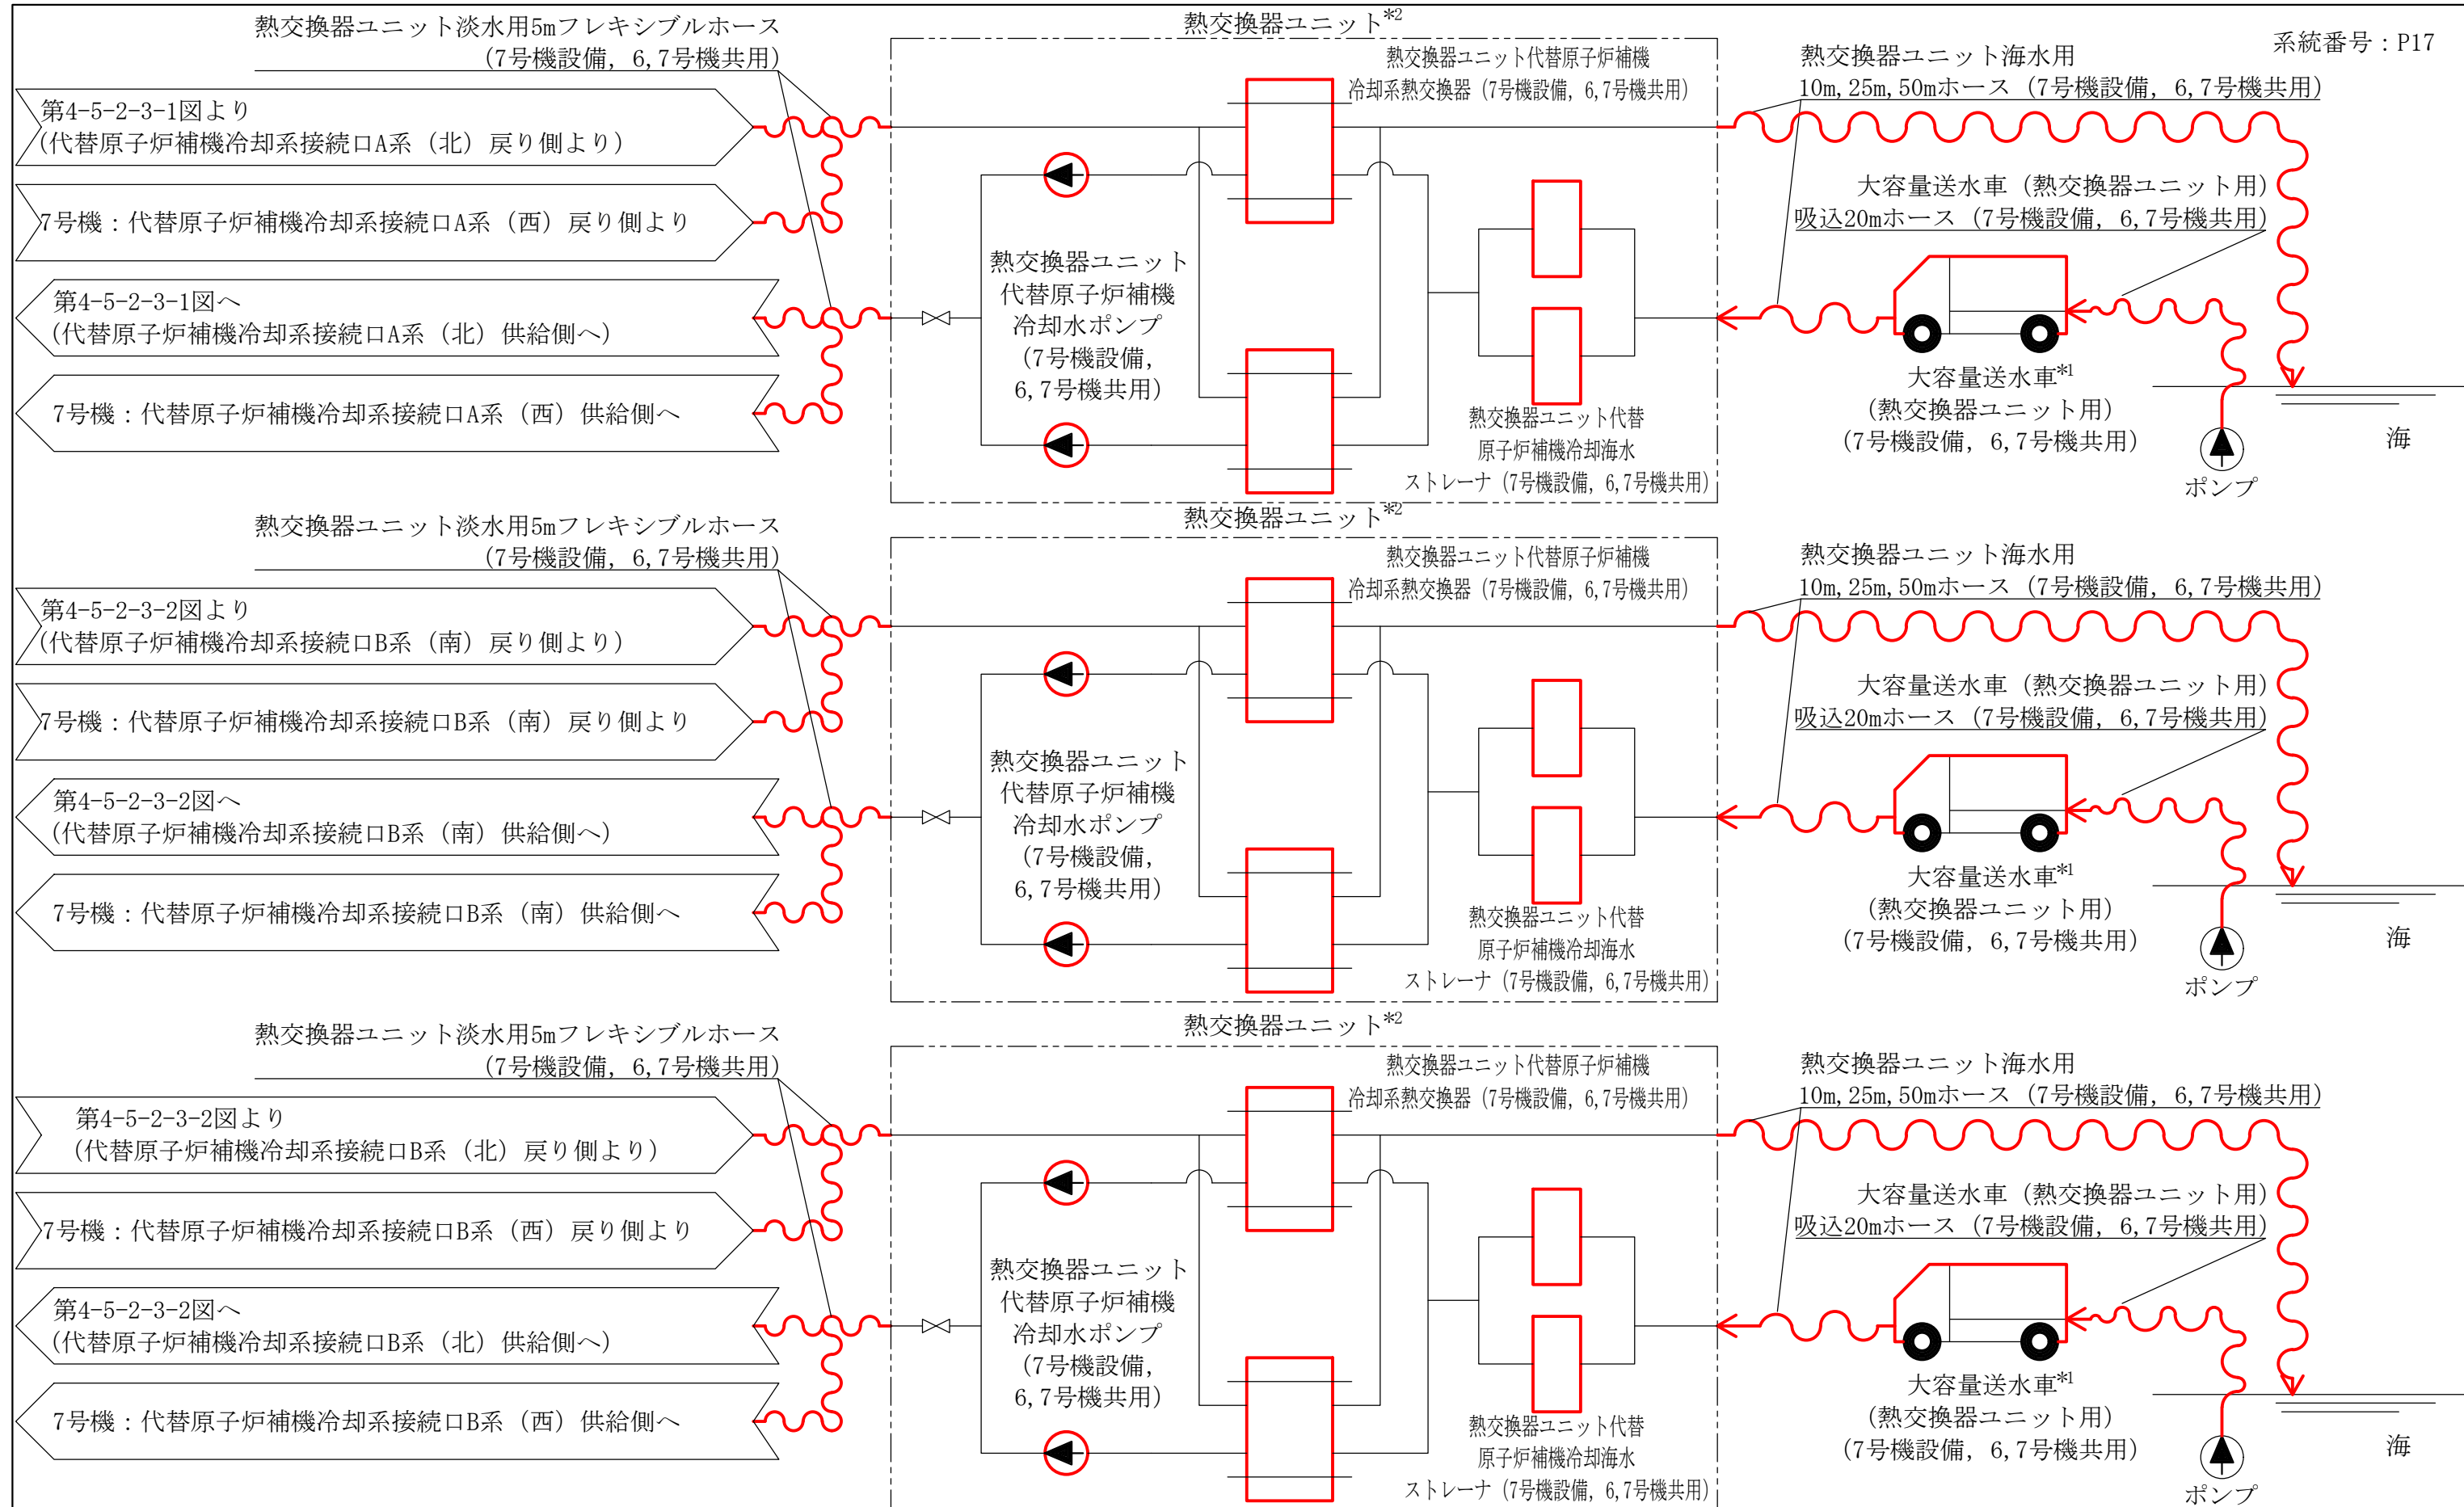 系統番号：P17
熱交換器ユニット淡水用5mフレキシブルホース
(7号機設備, 6,7号機共用)
第4-5-2-3-1図より
(代替原子炉補機冷却系接続口A系（北）戻り側より)
7号機：代替原子炉補機冷却系接続口A系（西）戻り側より
第4-5-2-3-1図へ
(代替原子炉補機冷却系接続口A系（北）供給側へ)
7号機：代替原子炉補機冷却系接続口A系（西）供給側へ
熱交換器ユニット*2
熱交換器ユニット代替原子炉補機
冷却系熱交換器（7号機設備, 6,7号機共用）
熱交換器ユニット
代替原子炉補機
冷却水ポンプ
(7号機設備,
6,7号機共用)
熱交換器ユニット代替
原子炉補機冷却海水
ストレーナ（7号機設備, 6,7号機共用）
熱交換器ユニット海水用
10m,25m,50mホース（7号機設備, 6,7号機共用）
大容量送水車（熱交換器ユニット用）
吸込20mホース（7号機設備, 6,7号機共用）
大容量送水車*1
(熱交換器ユニット用)
(7号機設備, 6,7号機共用)
海
ポンプ
熱交換器ユニット淡水用5mフレキシブルホース
(7号機設備, 6,7号機共用)
第4-5-2-3-2図より
(代替原子炉補機冷却系接続口B系（南）戻り側より)
7号機：代替原子炉補機冷却系接続口B系（南）戻り側より
第4-5-2-3-2図へ
(代替原子炉補機冷却系接続口B系（南）供給側へ)
7号機：代替原子炉補機冷却系接続口B系（南）供給側へ
熱交換器ユニット*2
熱交換器ユニット代替原子炉補機
冷却系熱交換器（7号機設備, 6,7号機共用）
熱交換器ユニット
代替原子炉補機
冷却水ポンプ
(7号機設備,
6,7号機共用)
熱交換器ユニット代替
原子炉補機冷却海水
ストレーナ（7号機設備, 6,7号機共用）
熱交換器ユニット海水用
10m,25m,50mホース（7号機設備, 6,7号機共用）
大容量送水車（熱交換器ユニット用）
吸込20mホース（7号機設備, 6,7号機共用）
大容量送水車*1
(熱交換器ユニット用)
(7号機設備, 6,7号機共用)
海
ポンプ
熱交換器ユニット淡水用5mフレキシブルホース
(7号機設備, 6,7号機共用)
第4-5-2-3-2図より
(代替原子炉補機冷却系接続口B系（北）戻り側より)
7号機：代替原子炉補機冷却系接続口B系（西）戻り側より
第4-5-2-3-2図へ
(代替原子炉補機冷却系接続口B系（北）供給側へ)
7号機：代替原子炉補機冷却系接続口B系（西）供給側へ
熱交換器ユニット*2
熱交換器ユニット代替原子炉補機
冷却系熱交換器（7号機設備, 6,7号機共用）
熱交換器ユニット
代替原子炉補機
冷却水ポンプ
(7号機設備,
6,7号機共用)
熱交換器ユニット代替
原子炉補機冷却海水
ストレーナ（7号機設備, 6,7号機共用）
熱交換器ユニット海水用
10m,25m,50mホース（7号機設備, 6,7号機共用）
大容量送水車（熱交換器ユニット用）
吸込20mホース（7号機設備, 6,7号機共用）
大容量送水車*1
(熱交換器ユニット用)
(7号機設備, 6,7号機共用)
海
ポンプ